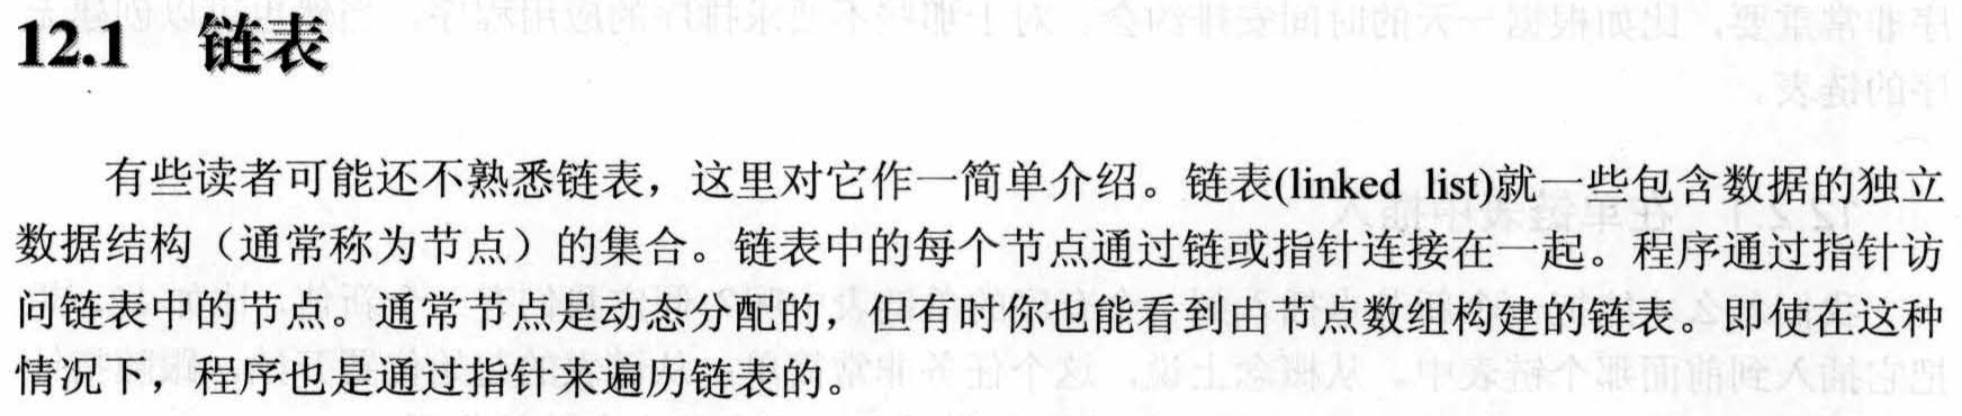 12.1 链表
有些读者可能还不熟悉链表，这里对它作一简单介绍。链表(linked list)就一些包含数据的独立
数据结构（通常称为节点）的集合。链表中的每个节点通过链或指针连接在一起。程序通过指针访
问链表中的节点。通常节点是动态分配的，但有时你也能看到由节点数组构建的链表。即使在这种
情况下，程序也是通过指针来遍历链表的。